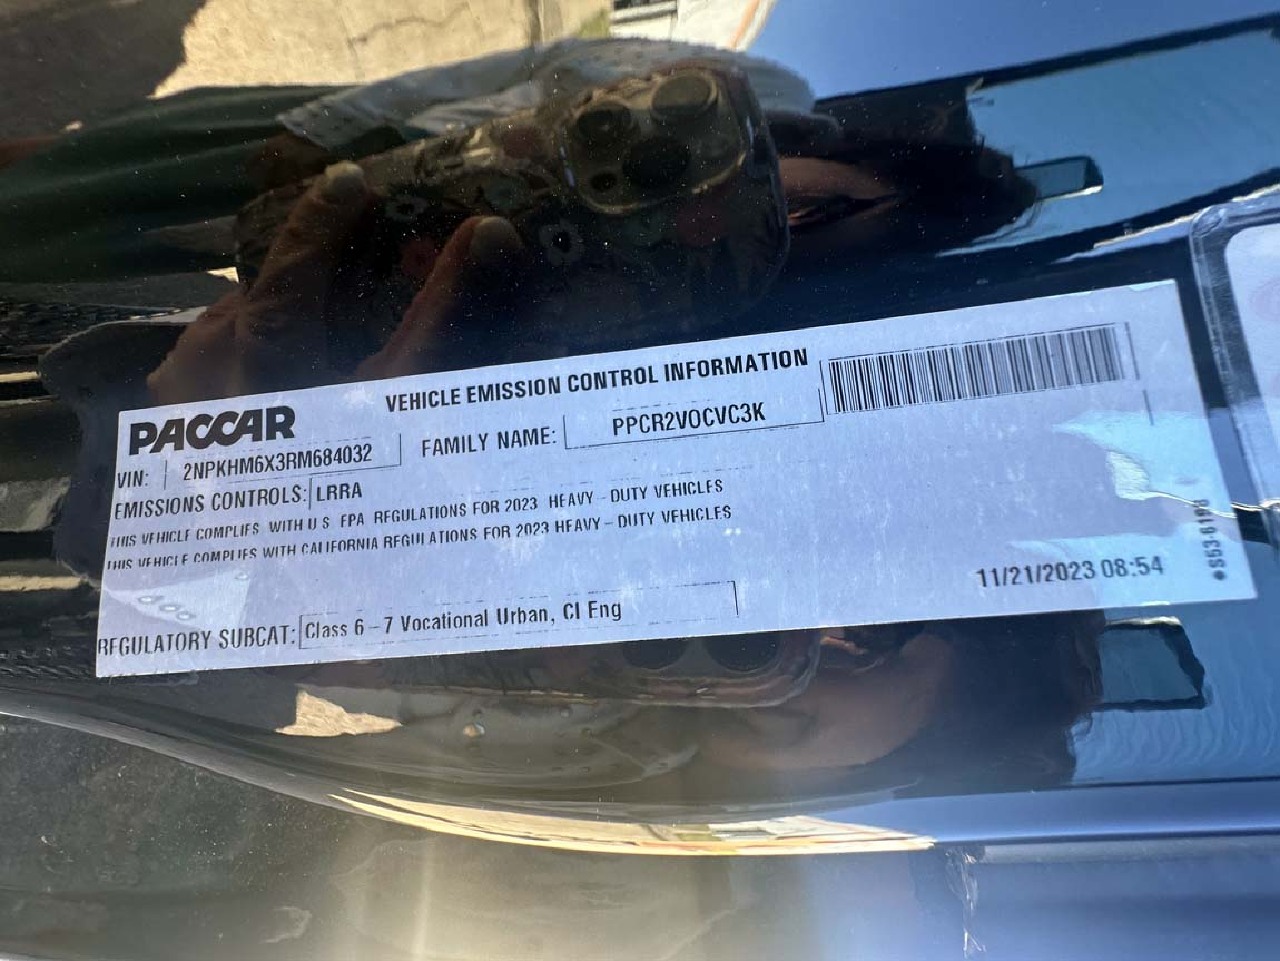 PACCAR
VEHICLE EMISSION CONTROL INFORMATION
VIN: 2NPKHM6X3RM684032 FAMILY NAME: PPCR2VOCVC3K
EMISSIONS CONTROLS: LRRA
THIS VEHICLE COMPLIES WITH U S EPA REGULATIONS FOR 2023 HEAVY – DUTY VEHICLES
THIS VEHICLE COMPLIES WITH CALIFORNIA REGULATIONS FOR 2023 HEAVY – DUTY VEHICLES
11/21/2023 08:54
REGULATORY SUBCAT: Class 6 – 7 Vocational Urban, CI Eng